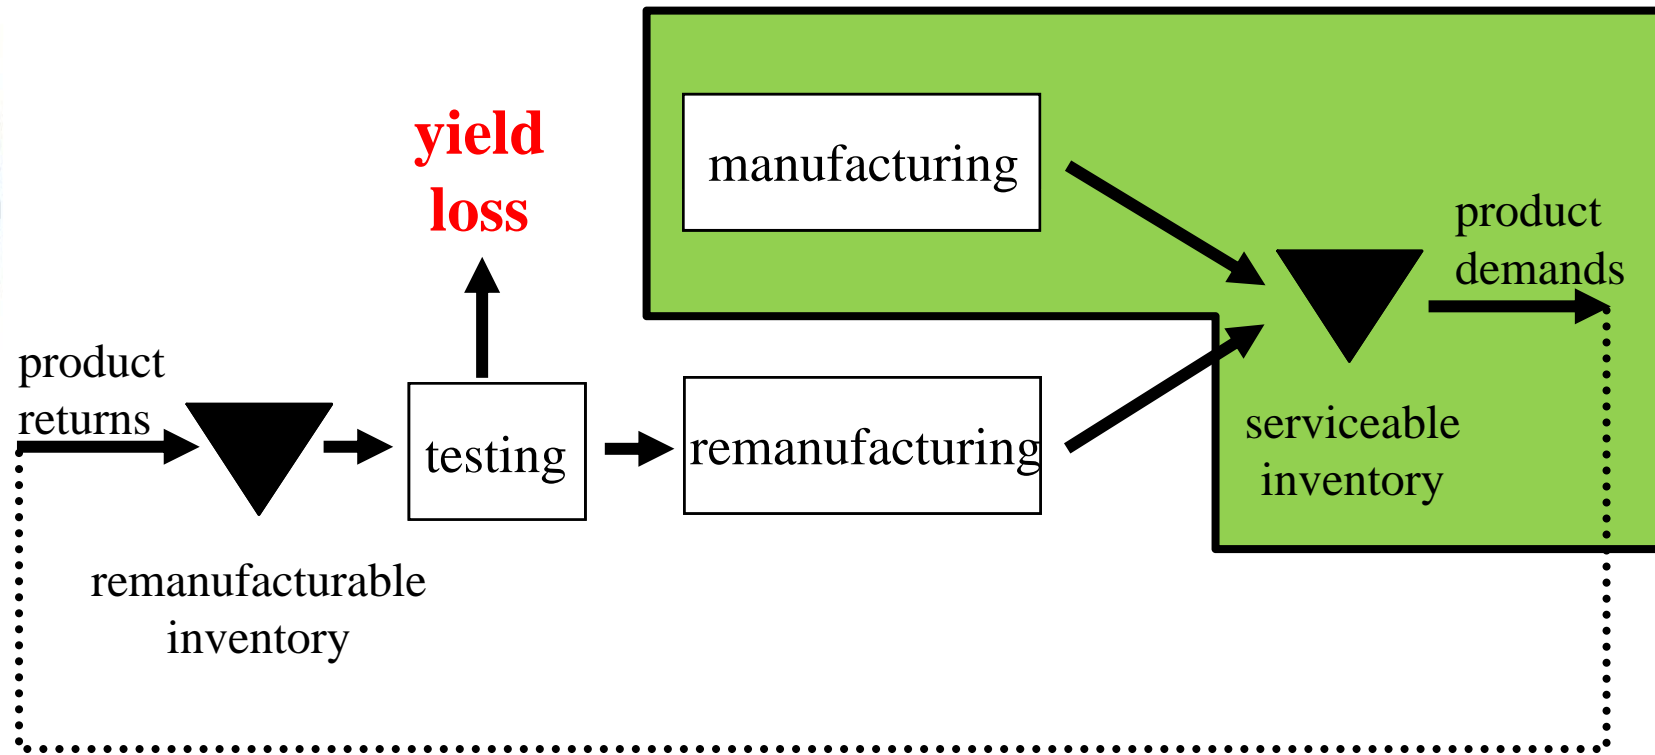 yield
loss
manufacturing
product
demands
product
returns
testing
remanufacturing
serviceable
inventory
remanufacturable
inventory